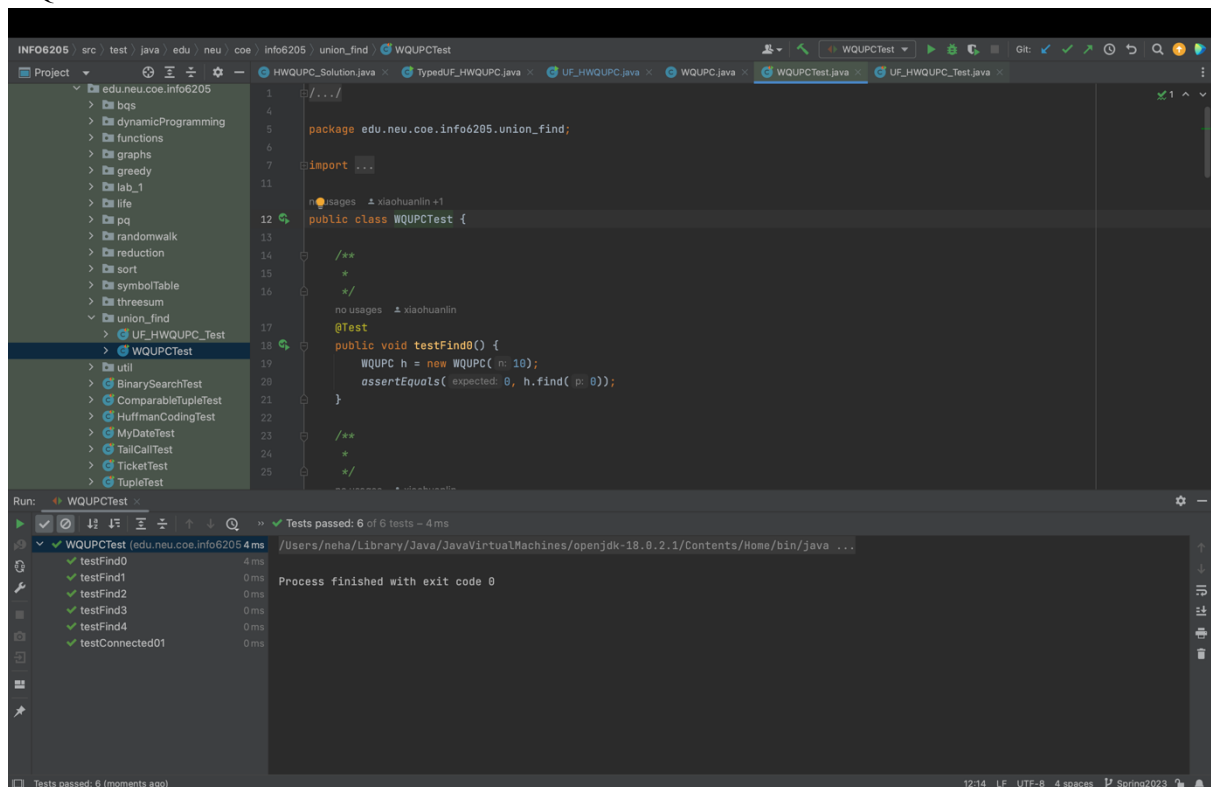 INFO6205 〉 src 〉 test 〉 java 〉 edu 〉 neu 〉 coe 〉 info6205 〉 union_find 〉 WQUPCTest
WQUPCTest
Git:
Project
HWQUPC_Solution.java × TypedUF_HWQUPC.java × UF_HWQUPC.java × WQUPC.java × WQUPCTest.java × UF_HWQUPC_Test.java ×
edu.neu.coe.info6205
bqs
dynamicProgramming
functions
graphs
greedy
lab_1
life
pq
randomwalk
reduction
sort
symbolTable
threesum
union_find
UF_HWQUPC_Test
WQUPCTest
util
BinarySearchTest
ComparableTupleTest
HuffmanCodingTest
MyDateTest
TailCallTest
TicketTest
TupleTest
1 /.../
4
5 package edu.neu.coe.info6205.union_find;
6
7 import ...
11
usages xiaohuanlin +1
12 public class WQUPCTest {
13
14 /**
15 *
16 */
no usages xiaohuanlin
17 @Test
18 public void testFind0() {
19 WQUPC h = new WQUPC( n: 10);
20 assertEquals( expected: 0, h.find( p: 0));
21 }
22
23 /**
24 *
25 */
1
Run: WQUPCTest ×
» Tests passed: 6 of 6 tests – 4 ms
WQUPCTest (edu.neu.coe.info6205 4 ms
testFind0 4 ms
testFind1 0 ms
testFind2 0 ms
testFind3 0 ms
testFind4 0 ms
testConnected01 0 ms
/Users/neha/Library/Java/JavaVirtualMachines/openjdk-18.0.2.1/Contents/Home/bin/java ...
Process finished with exit code 0
Tests passed: 6 (moments ago)
12:14 LF UTF-8 4 spaces Spring2023